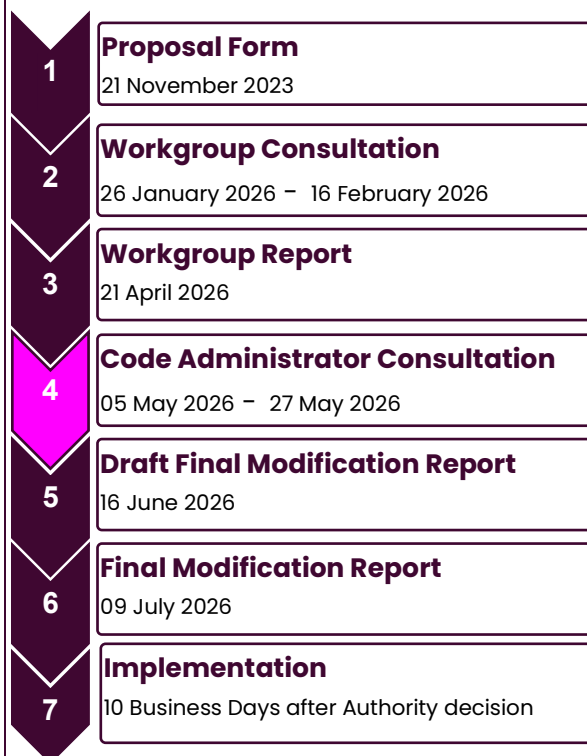 1
Proposal Form
21 November 2023
2
Workgroup Consultation
26 January 2026 – 16 February 2026
3
Workgroup Report
21 April 2026
4
Code Administrator Consultation
05 May 2026 – 27 May 2026
5
Draft Final Modification Report
16 June 2026
6
Final Modification Report
09 July 2026
7
Implementation
10 Business Days after Authority decision